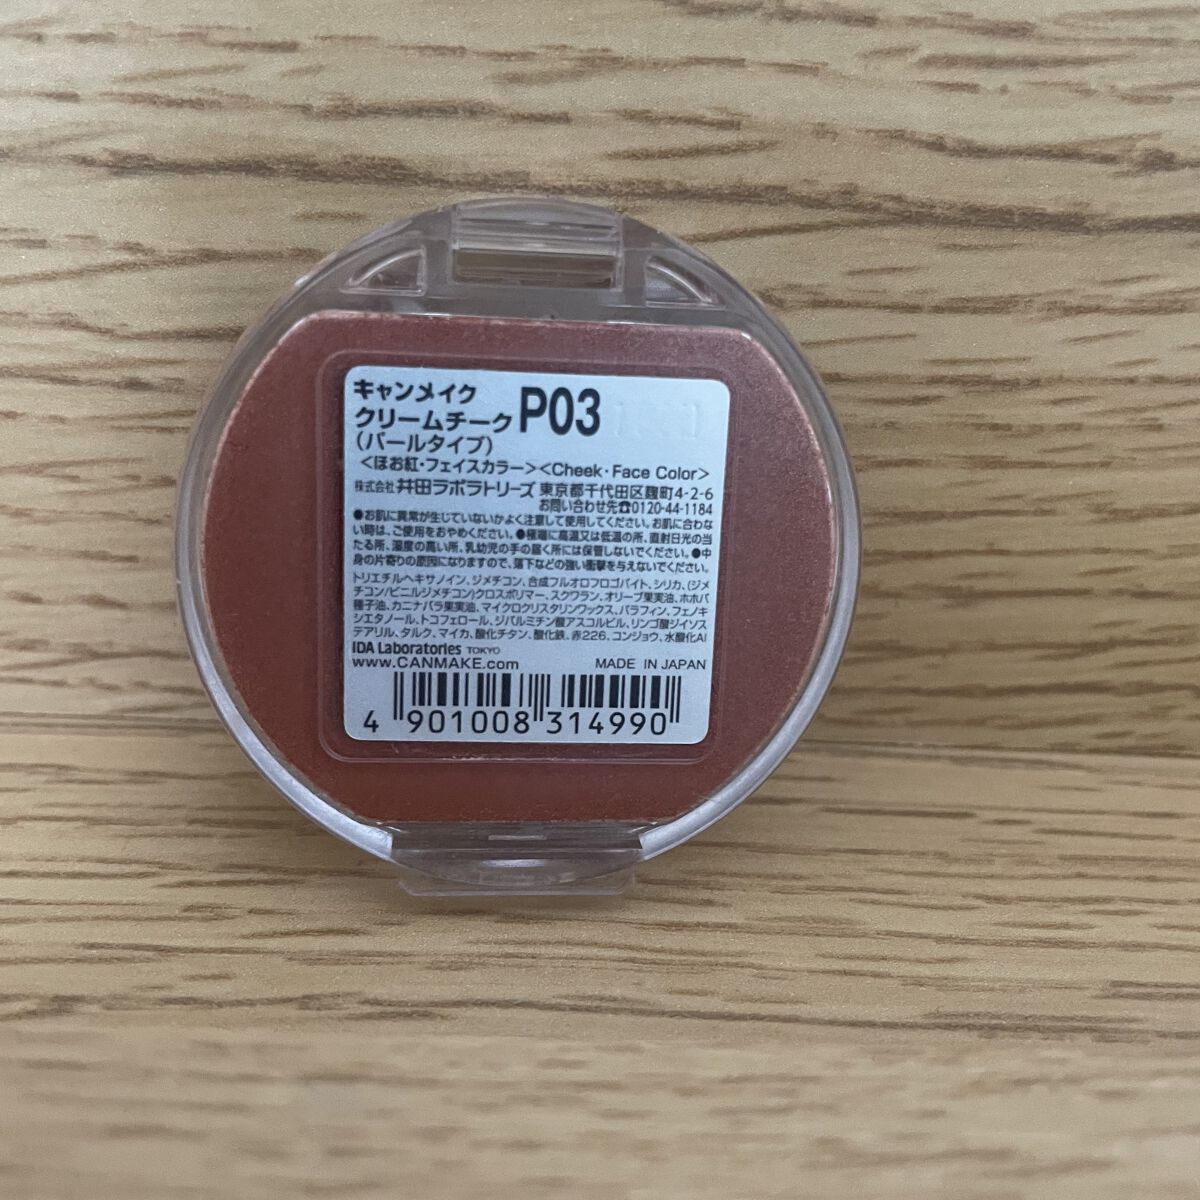 キャンメイク
クリームチーク P03
(パールタイプ)
<ほお紅・フェイスカラー><Cheek・Face Color>
株式会社 井田ラボラトリーズ 東京都千代田区麹町4-2-6
お問い合わせ先☎0120-44-1184
●お肌に異常が生じていないかよく注意して使用してください。お肌に合わな
い時は、ご使用をおやめください。●極端に高温又は低温の所、直射日光の当
たる所、湿度の高い所、乳幼児の手の届く所には保管しないでください。●中
身の片寄りの原因になりますので、落下などの強い衝撃を与えないでください。
トリエチルヘキサノイン、ジメチコン、合成フルオロフロゴパイト、シリカ、(ジメ
チコン/ビニルジメチコン)クロスポリマー、スクワラン、オリーブ果実油、ホホバ
種子油、カニナバラ果実油、マイクロクリスタリンワックス、パラフィン、フェノキ
シエタノール、トコフェロール、ジパルミチン酸アスコルビル、リンゴ酸ジイソス
テアリル、タルク、マイカ、酸化チタン、酸化鉄、赤226、コンジョウ、水酸化Al
IDA Laboratories TOKYO
www.CANMAKE.com MADE IN JAPAN
4 901008 314990